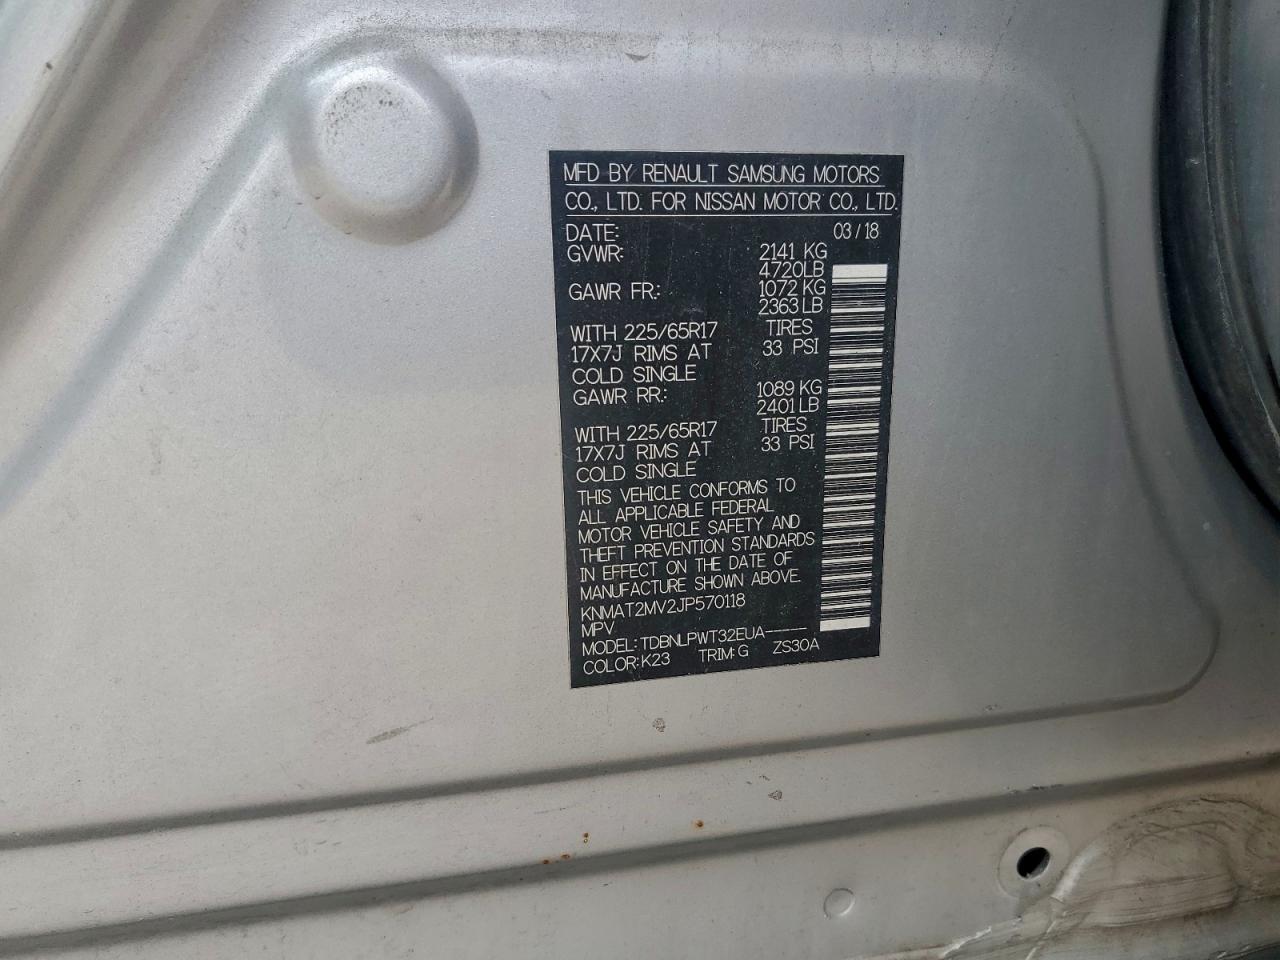 MFD BY RENAULT SAMSUNG MOTORS
CO., LTD. FOR NISSAN MOTOR CO., LTD.
DATE: 03/18
GVWR: 2141 KG
4720LB
GAWR FR.: 1072 KG
2363LB
WITH 225/65R17 TIRES
17X7J RIMS AT 33 PSI
COLD SINGLE
GAWR RR.: 1089 KG
2401LB
WITH 225/65R17 TIRES
17X7J RIMS AT 33 PSI
COLD SINGLE
THIS VEHICLE CONFORMS TO
ALL APPLICABLE FEDERAL
MOTOR VEHICLE SAFETY AND
THEFT PREVENTION STANDARDS
IN EFFECT ON THE DATE OF
MANUFACTURE SHOWN ABOVE.
KNMAT2MV2JP570118
MPV
MODEL: TDBNLPWT32EUA-----
COLOR: K23 TRIM: G ZS30A